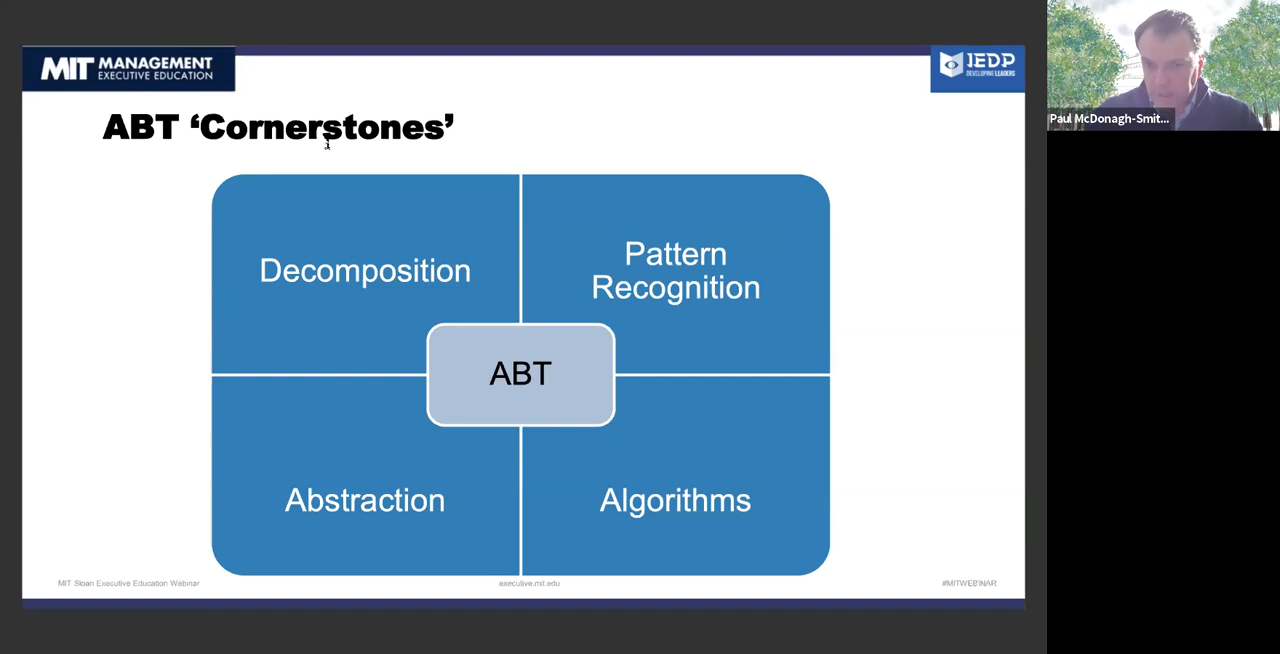 MIT MANAGEMENT
EXECUTIVE EDUCATION
IEDP
DEVELOPING LEADERS
Paul McDonagh-Smit...
ABT ‘Cornerstones’
Decomposition
Pattern
Recognition
ABT
Abstraction
Algorithms
MIT Sloan Executive Education Webinar
executive.mit.edu
#MITWEBINAR